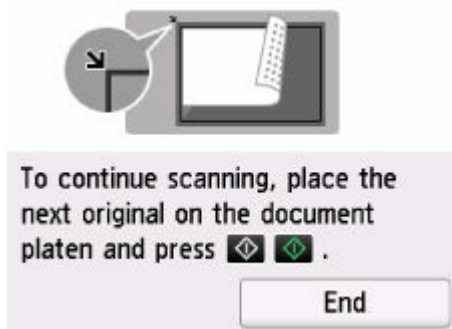 To continue scanning, place the
next original on the document
platen and press .
End